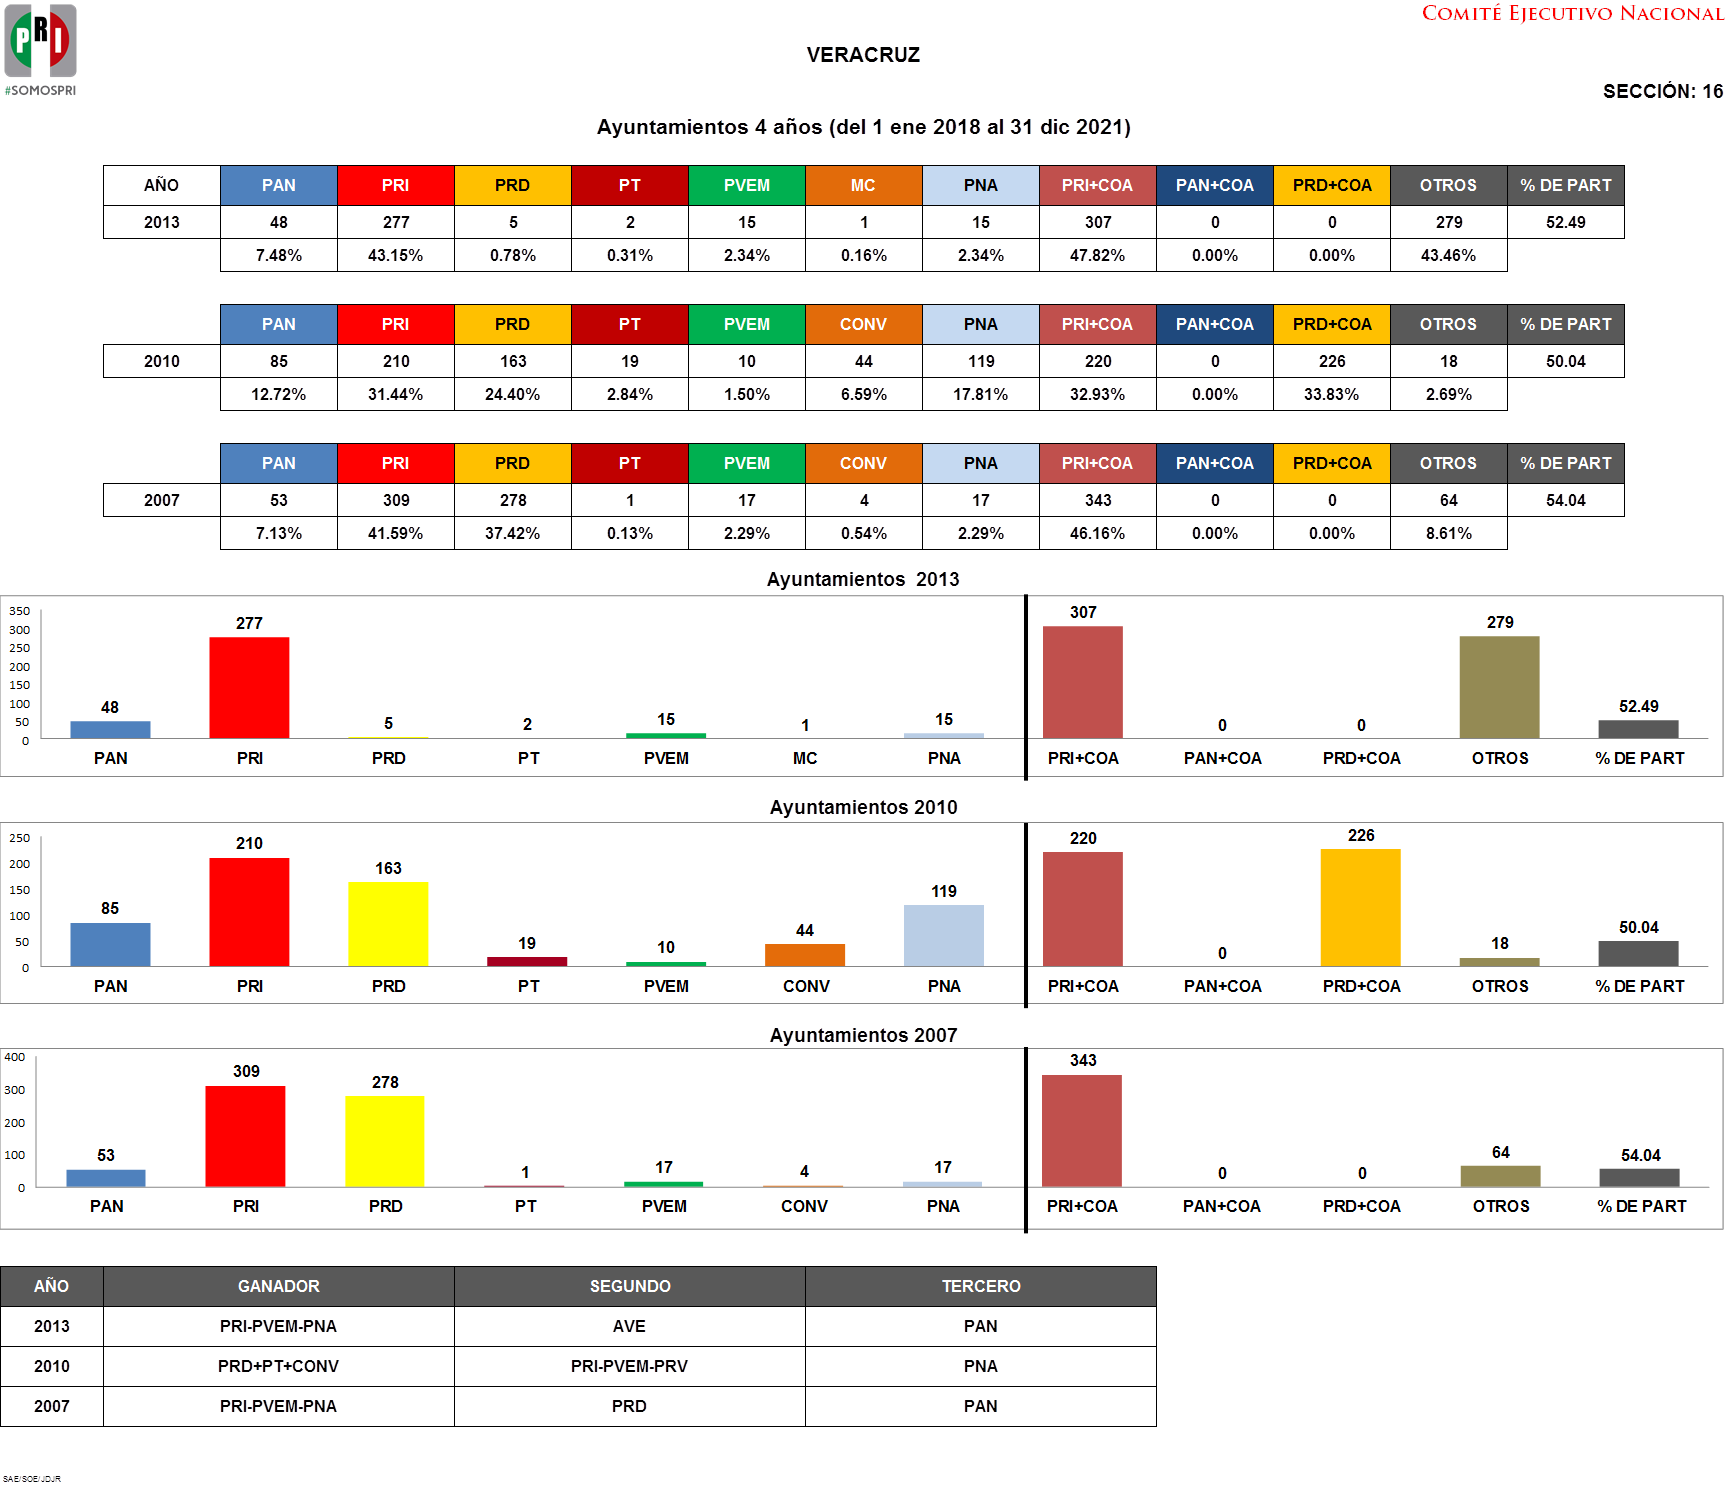 PRI
#SOMOSPRI
COMITÉ EJECUTIVO NACIONAL
VERACRUZ
SECCIÓN: 16
Ayuntamientos 4 años (del 1 ene 2018 al 31 dic 2021)
AÑO PAN PRI PRD PT PVEM MC PNA PRI+COA PAN+COA PRD+COA OTROS % DE PART
2013 48 277 5 2 15 1 15 307 0 0 279 52.49
7.48% 43.15% 0.78% 0.31% 2.34% 0.16% 2.34% 47.82% 0.00% 0.00% 43.46%
PAN PRI PRD PT PVEM CONV PNA PRI+COA PAN+COA PRD+COA OTROS % DE PART
2010 85 210 163 19 10 44 119 220 0 226 18 50.04
12.72% 31.44% 24.40% 2.84% 1.50% 6.59% 17.81% 32.93% 0.00% 33.83% 2.69%
PAN PRI PRD PT PVEM CONV PNA PRI+COA PAN+COA PRD+COA OTROS % DE PART
2007 53 309 278 1 17 4 17 343 0 0 64 54.04
7.13% 41.59% 37.42% 0.13% 2.29% 0.54% 2.29% 46.16% 0.00% 0.00% 8.61%
Ayuntamientos 2013
350
300
250
200
150
100
50
0
48 277 5 2 15 1 15 307 0 0 279 52.49
PAN PRI PRD PT PVEM MC PNA PRI+COA PAN+COA PRD+COA OTROS % DE PART
Ayuntamientos 2010
250
200
150
100
50
0
85 210 163 19 10 44 119 220 0 226 18 50.04
PAN PRI PRD PT PVEM CONV PNA PRI+COA PAN+COA PRD+COA OTROS % DE PART
Ayuntamientos 2007
400
300
200
100
0
53 309 278 1 17 4 17 343 0 0 64 54.04
PAN PRI PRD PT PVEM CONV PNA PRI+COA PAN+COA PRD+COA OTROS % DE PART
AÑO GANADOR SEGUNDO TERCERO
2013 PRI-PVEM-PNA AVE PAN
2010 PRD+PT+CONV PRI-PVEM-PRV PNA
2007 PRI-PVEM-PNA PRD PAN
SAE/SOE/JDJR